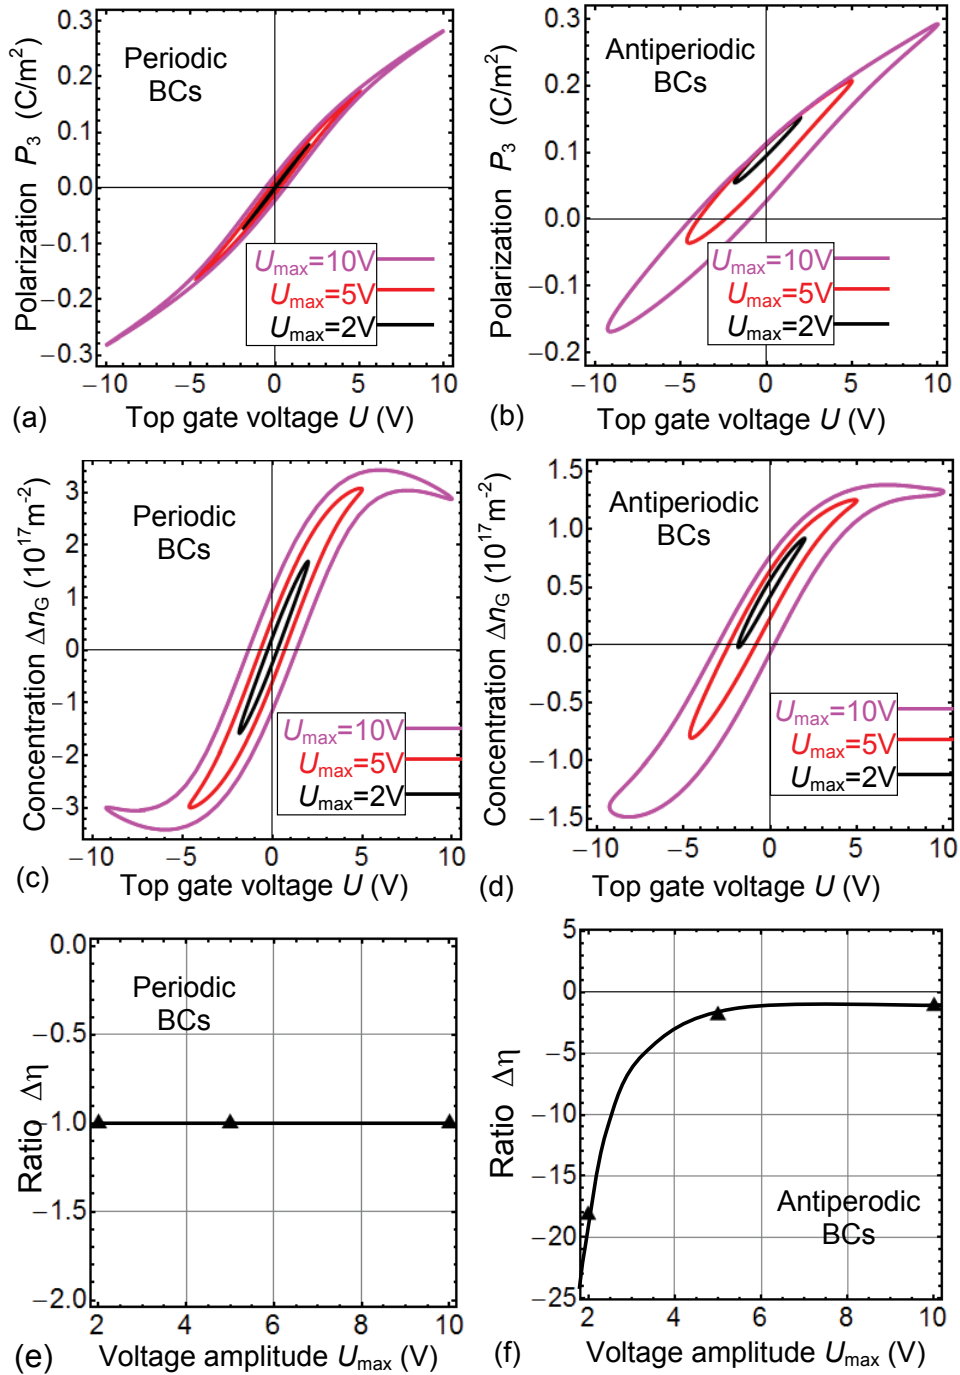 Polarization P3 (C/m2)
0.3
0.2
0.1
0.0
−0.1
−0.2
−0.3
Periodic
BCs
Umax=10V
Umax=5V
Umax=2V
−10 −5 0 5 10
(a) Top gate voltage U (V)
Polarization P3 (C/m2)
0.3
0.2
0.1
0.0
−0.1
−0.2
Antiperiodic
BCs
Umax=10V
Umax=5V
Umax=2V
−10 −5 0 5 10
(b) Top gate voltage U (V)
Concentration ΔnG (10^17m^-2)
3
2
1
0
−1
−2
−3
Periodic
BCs
Umax=10V
Umax=5V
Umax=2V
−10 −5 0 5 10
(c) Top gate voltage U (V)
Concentration ΔnG (10^17m^-2)
1.5
1.0
0.5
0.0
−0.5
−1.0
−1.5
Antiperiodic
BCs
Umax=10V
Umax=5V
Umax=2V
−10 −5 0 5 10
(d) Top gate voltage U (V)
Ratio Δη
0.0
−0.5
−1.0
−1.5
−2.0
Periodic
BCs
2 4 6 8 10
(e) Voltage amplitude Umax (V)
Ratio Δη
5
0
−5
−10
−15
−20
−25
Antiperodic
BCs
2 4 6 8 10
(f) Voltage amplitude Umax (V)